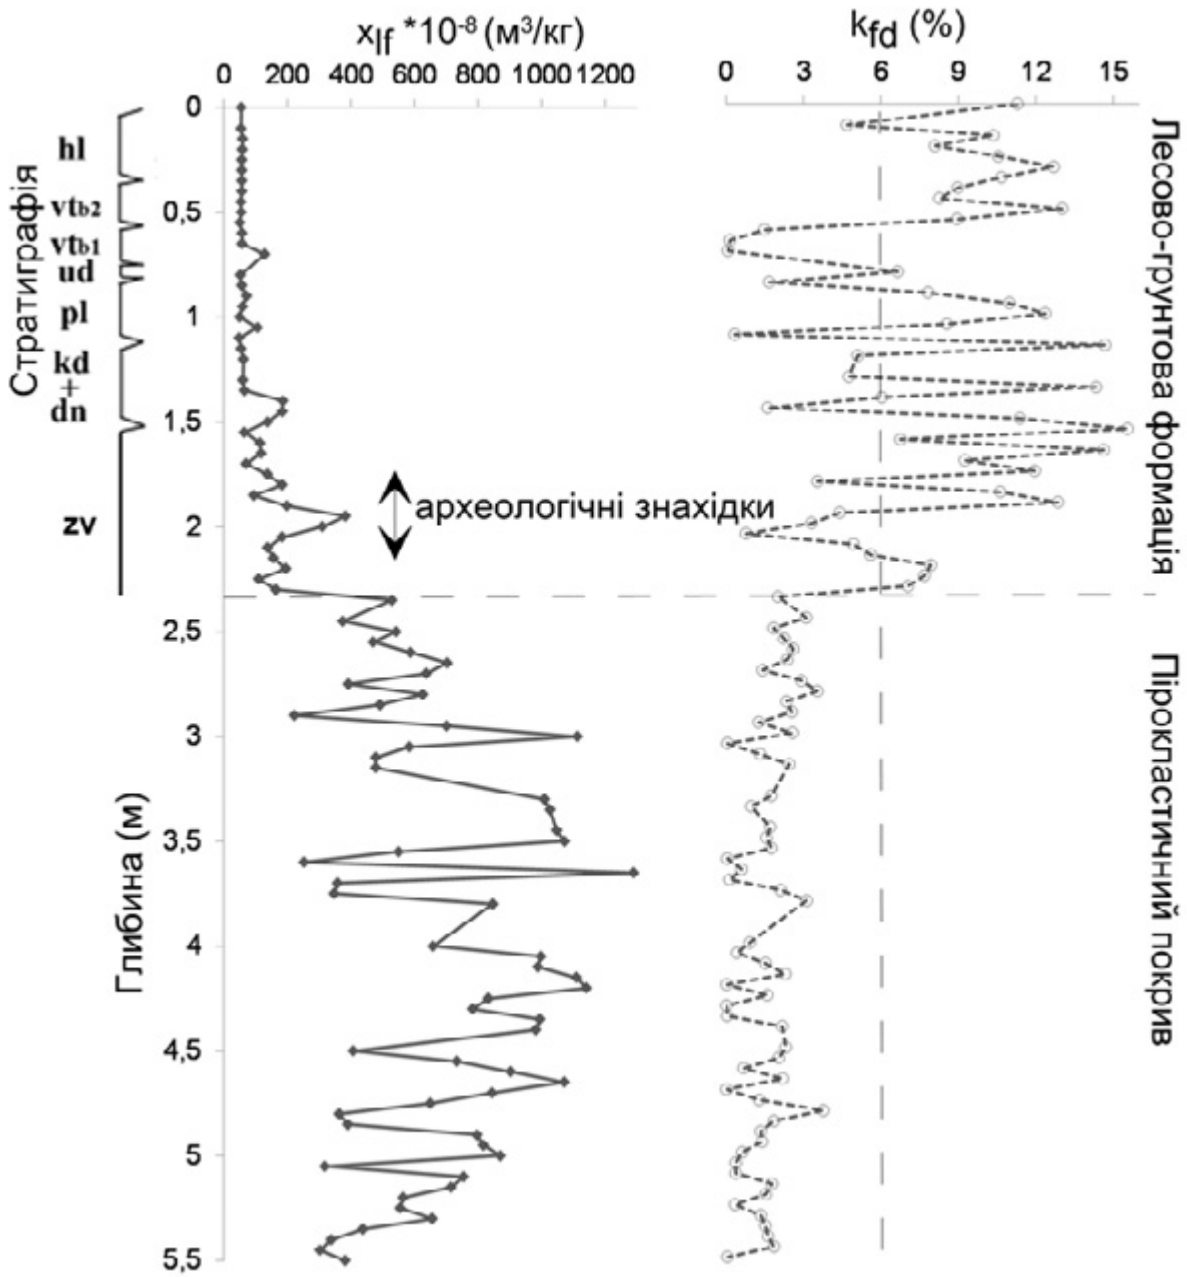 χlf *10-8 (м3/кг)
kfd (%)
0 200 400 600 800 1000 1200
0 3 6 9 12 15
Стратиграфія
hl
vtb2
vtb1
ud
pl
kd
+
dn
zv
0
0,5
1
1,5
2
2,5
3
3,5
4
4,5
5
5,5
Глибина (м)
археологічні знахідки
Лесово-грунтова формація
Пірокластичний покрив